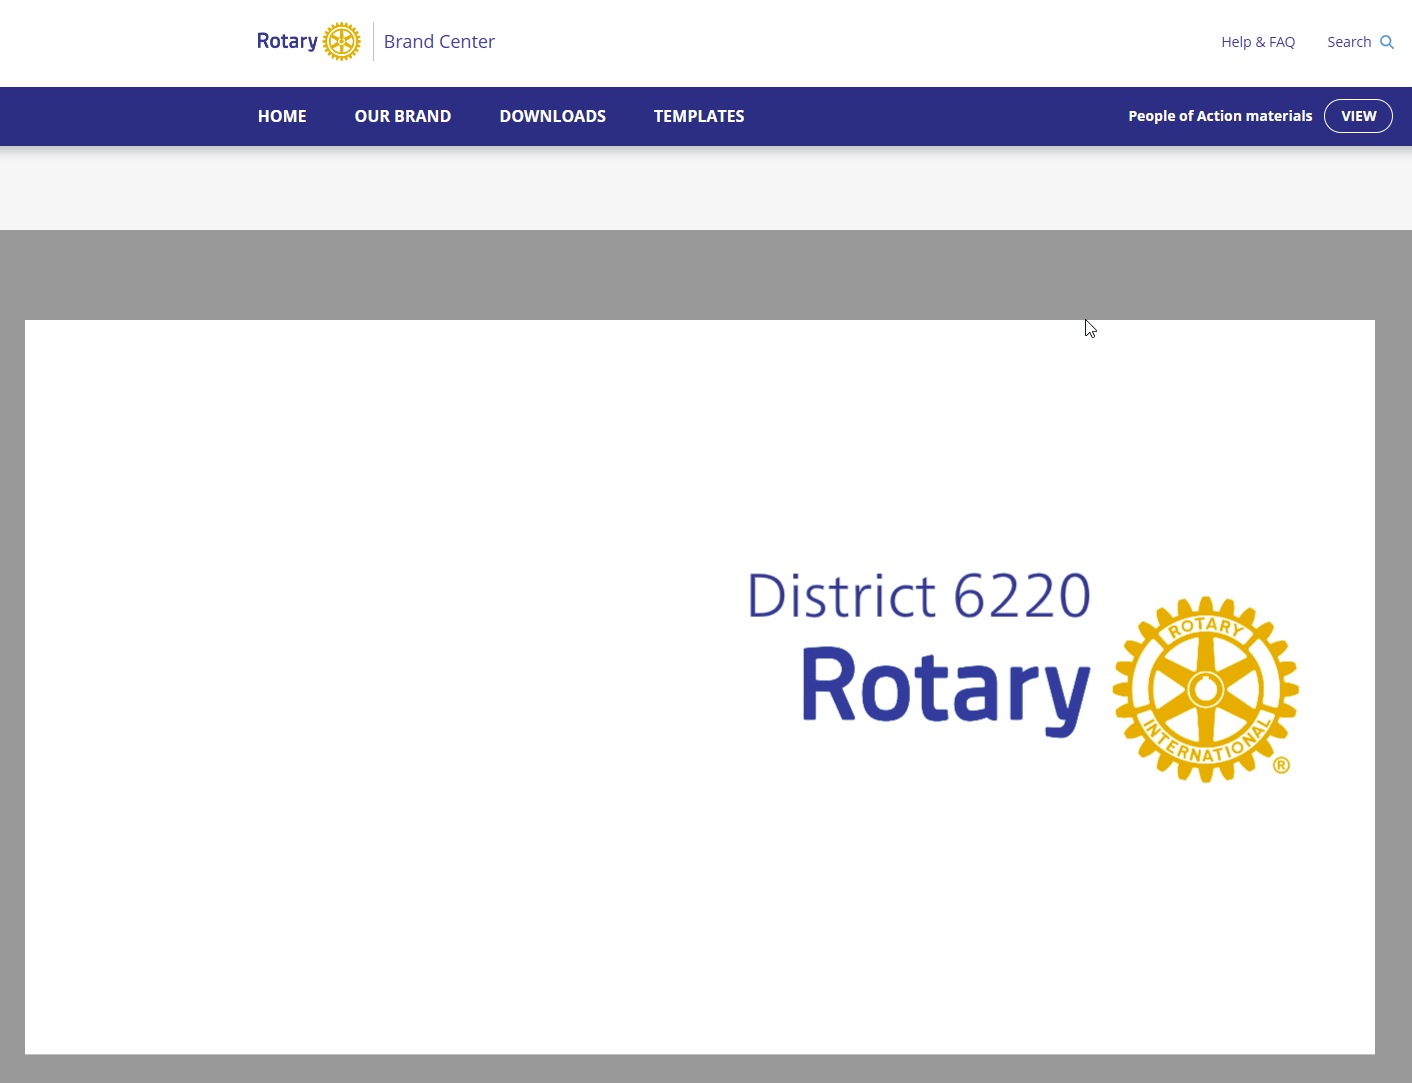 Rotary
Brand Center
Help & FAQ
Search
HOME
OUR BRAND
DOWNLOADS
TEMPLATES
People of Action materials
VIEW
District 6220
Rotary
ROTARY
INTERNATIONAL
®